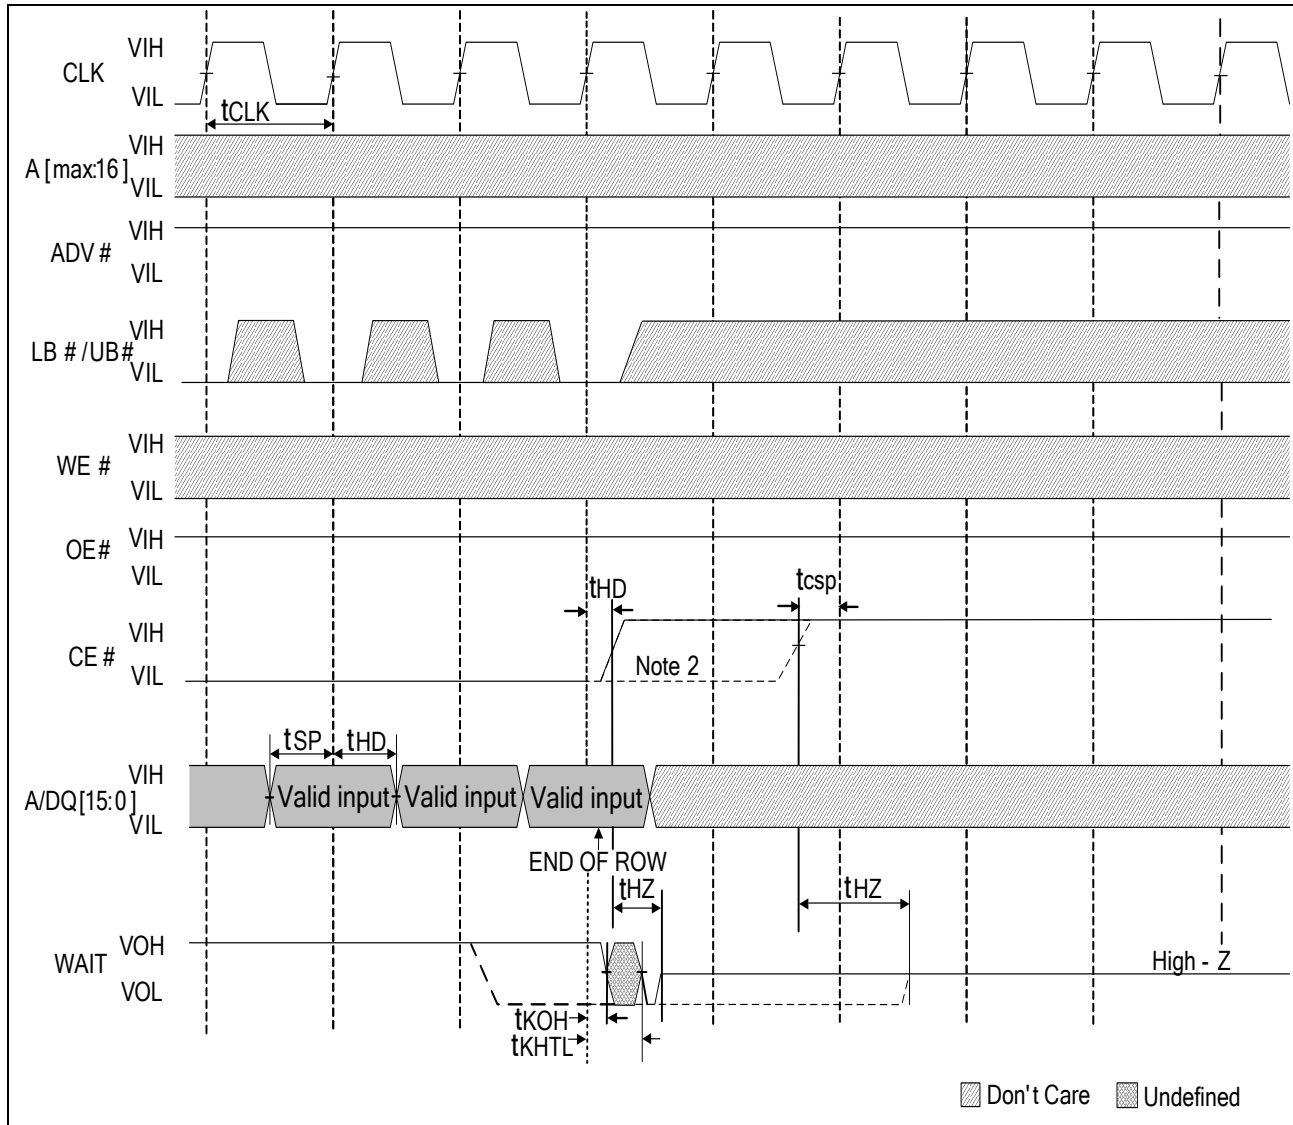 VIH
CLK
VIL
tCLK
VIH
A [max:16]
VIL
VIH
ADV #
VIL
VIH
LB # /UB#
VIL
VIH
WE #
VIL
VIH
OE#
VIL
tHD
tcsp
VIH
CE #
Note 2
VIL
tSP
tHD
VIH
A/DQ[15:0]
Valid input
Valid input
Valid input
VIL
END OF ROW
tHZ
tHZ
VOH
WAIT
High - Z
VOL
tKOH
tKHTL
Don't Care
Undefined